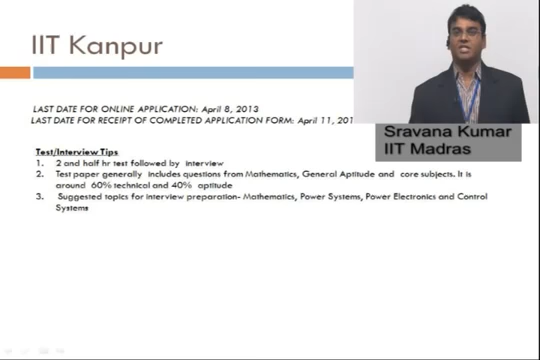 IIT Kanpur
LAST DATE FOR ONLINE APPLICATION: April 8, 2013
LAST DATE FOR RECEIPT OF COMPLETED APPLICATION FORM: April 11, 201
Sravana Kumar
IIT Madras
Test/Interview Tips
1. 2 and half hr test followed by interview
2. Test paper generally includes questions from Mathematics, General Aptitude and core subjects. It is
around 60% technical and 40% aptitude
3. Suggested topics for interview preparation- Mathematics, Power Systems, Power Electronics and Control
Systems